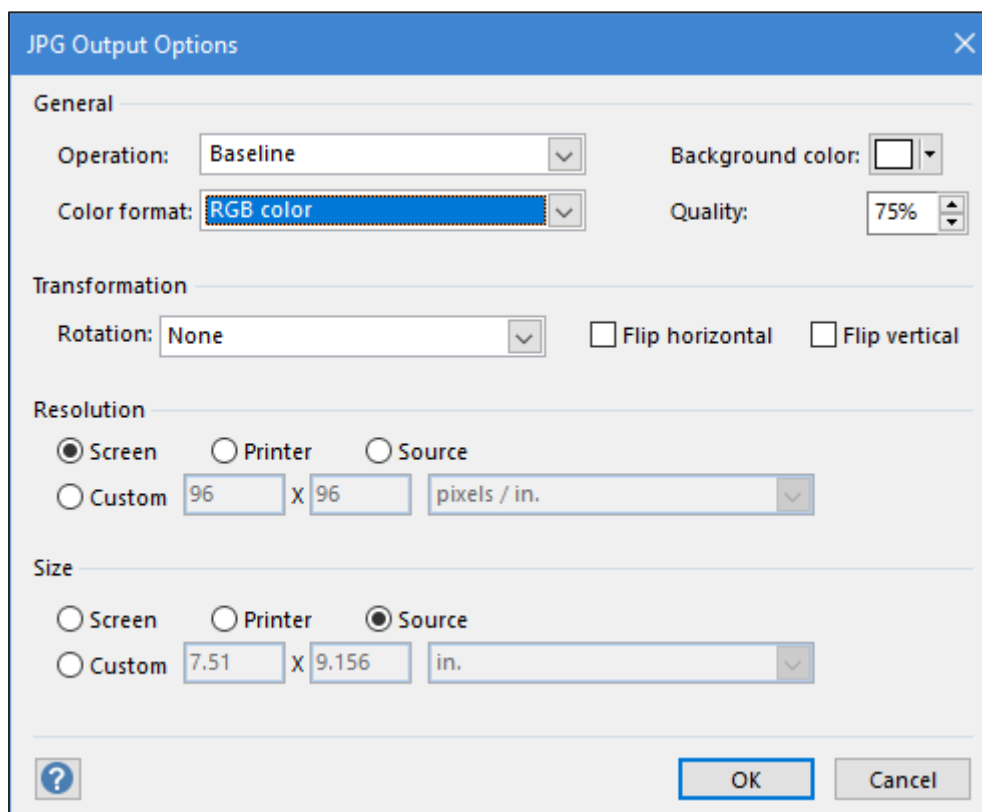 JPG Output Options
General
Operation: Baseline Background color:
Color format: RGB color Quality: 75%
Transformation
Rotation: None Flip horizontal Flip vertical
Resolution
Screen Printer Source
Custom 96 X 96 pixels / in.
Size
Screen Printer Source
Custom 7.51 X 9.156 in.
? OK Cancel